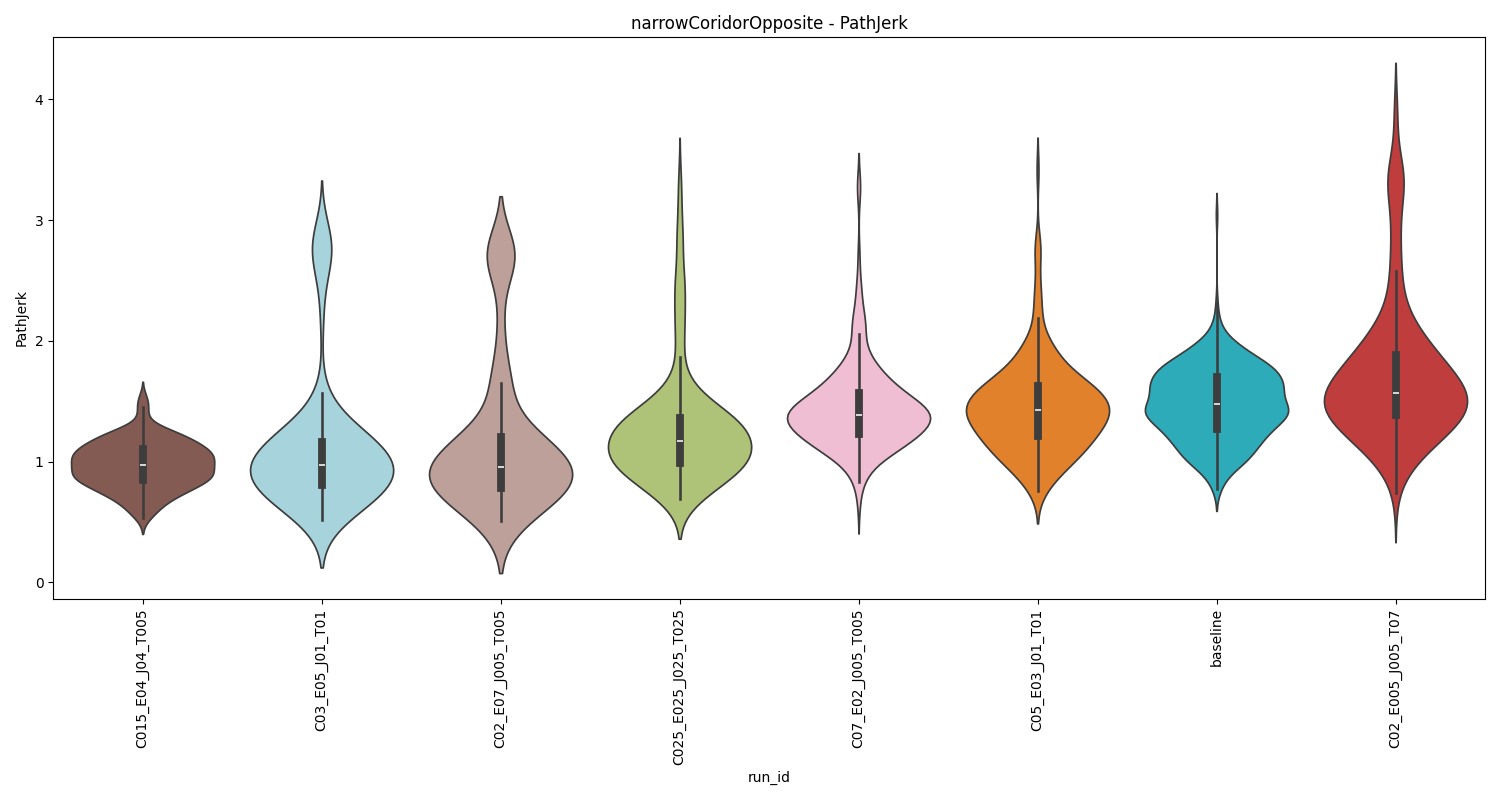 narrowCoridorOpposite - PathJerk
PathJerk
4
3
2
1
0
C015_E04_J04_T005
C03_E05_J01_T01
C02_E07_J005_T005
C025_E025_J025_T025
C07_E02_J005_T005
C05_E03_J01_T01
baseline
C02_E005_J005_T07
run_id